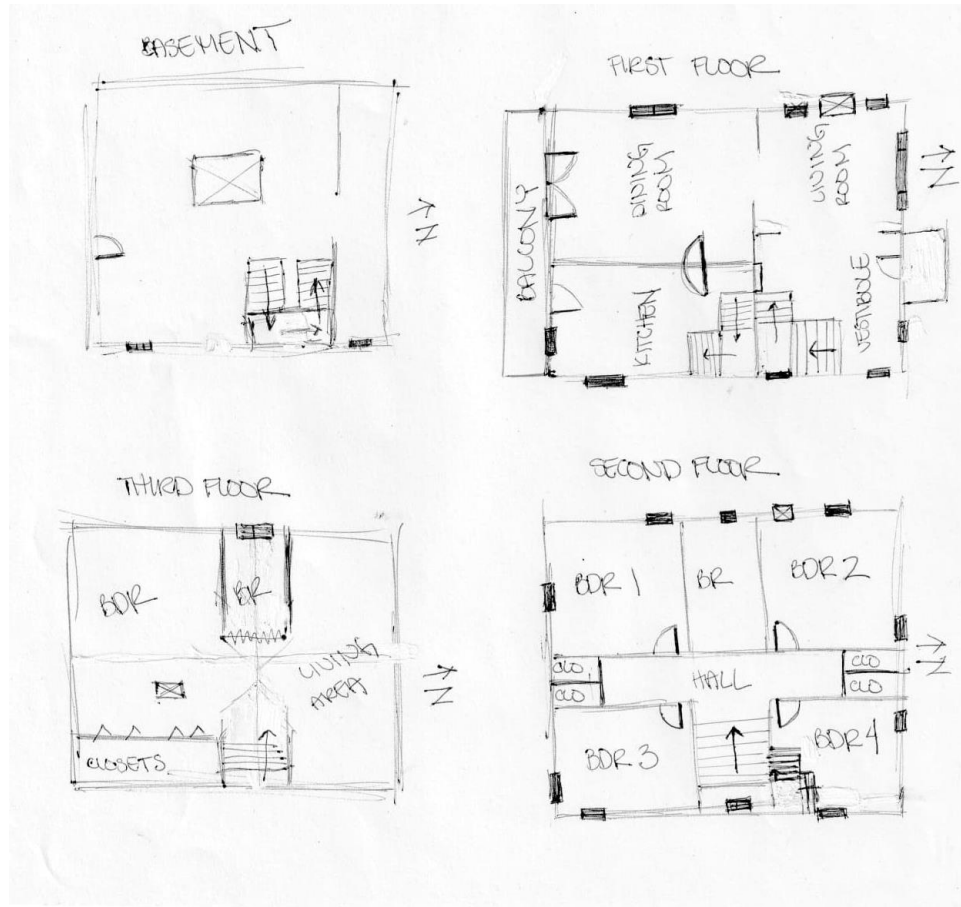 BASEMENT
N
FIRST FLOOR
BALCONY
DINING
ROOM
LIVING
ROOM
N
KITCHEN
VESTIBULE
THIRD FLOOR
BDR
BR
LIVING
AREA
N
CLOSETS
SECOND FLOOR
BDR 1
BR
BDR 2
CLO
CLO
HALL
CLO
CLO
N
BDR 3
BDR 4